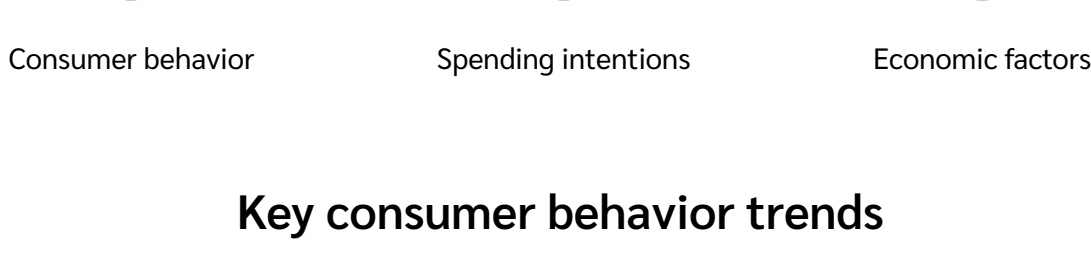 Consumer behavior Spending intentions Economic factors
Key consumer behavior trends